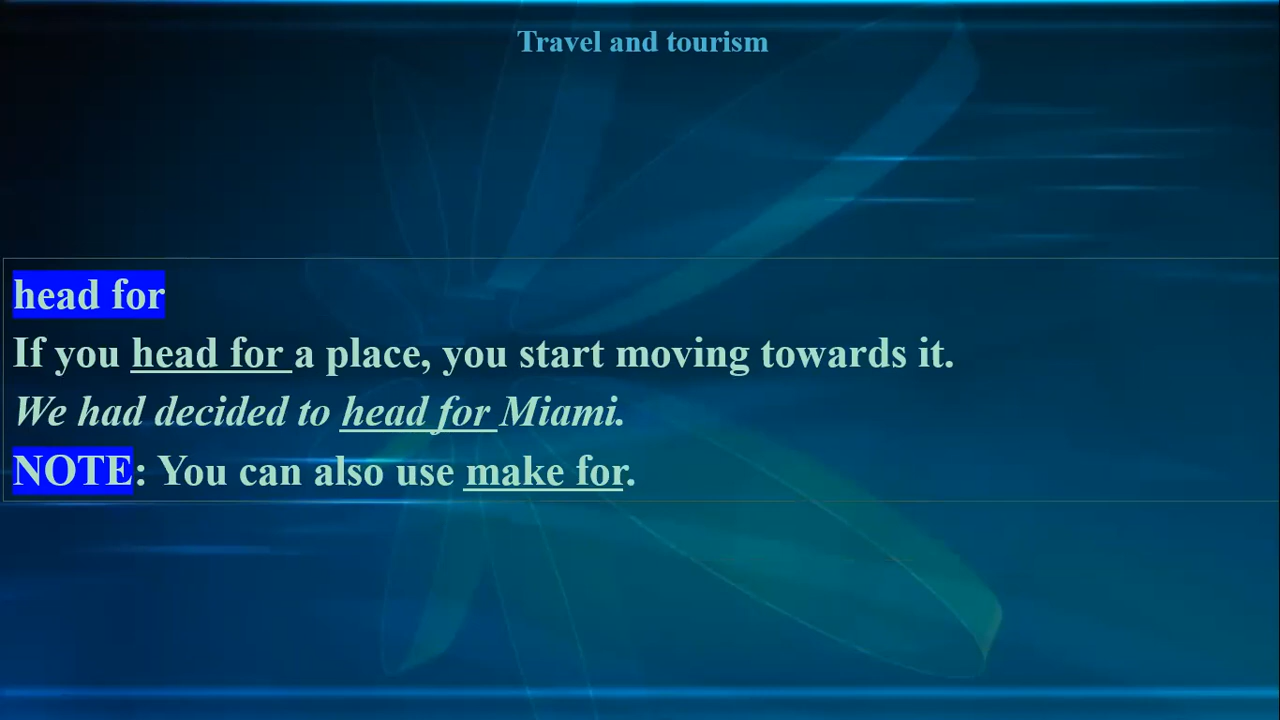 Travel and tourism
head for
If you head for a place, you start moving towards it.
We had decided to head for Miami.
NOTE: You can also use make for.